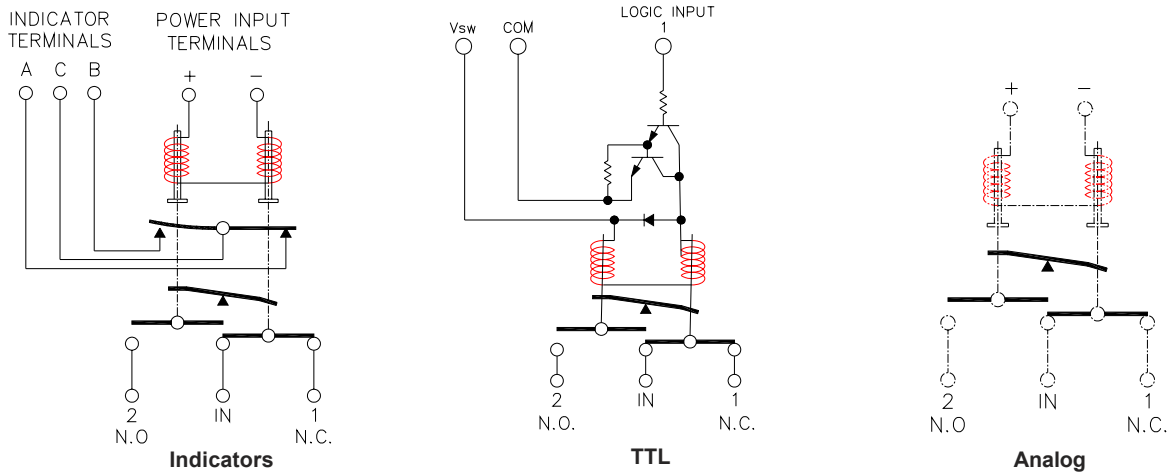 INDICATOR
TERMINALS
A C B
POWER INPUT
TERMINALS
+ −
2
N.O
IN
1
N.C.
Indicators
Vsw
COM
LOGIC INPUT
1
2
N.O.
IN
1
N.C.
TTL
+ −
2
N.O
IN
1
N.C.
Analog